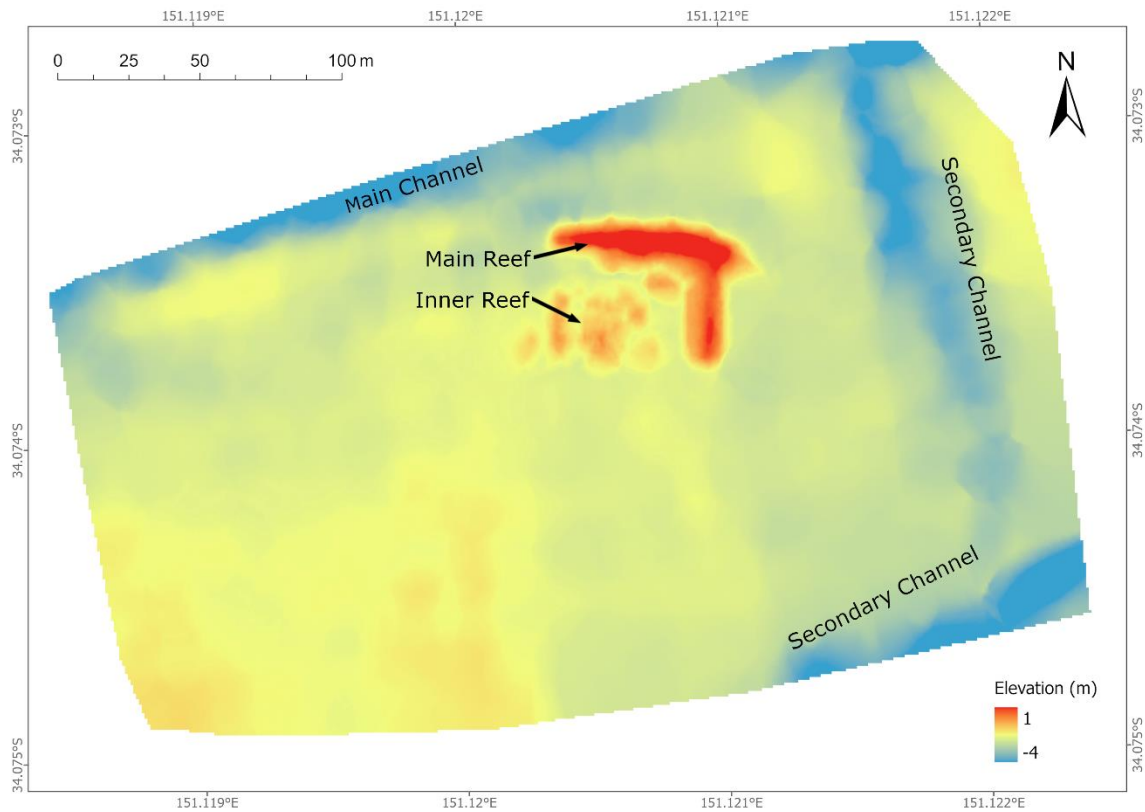 151.119°E 151.12°E 151.121°E 151.122°E
0 25 50 100 m
N
34.073°S
34.073°S
Main Channel
Secondary Channel
Main Reef
Inner Reef
34.074°S
34.074°S
Secondary Channel
Elevation (m)
1
-4
34.075°S
34.075°S
151.119°E 151.12°E 151.121°E 151.122°E